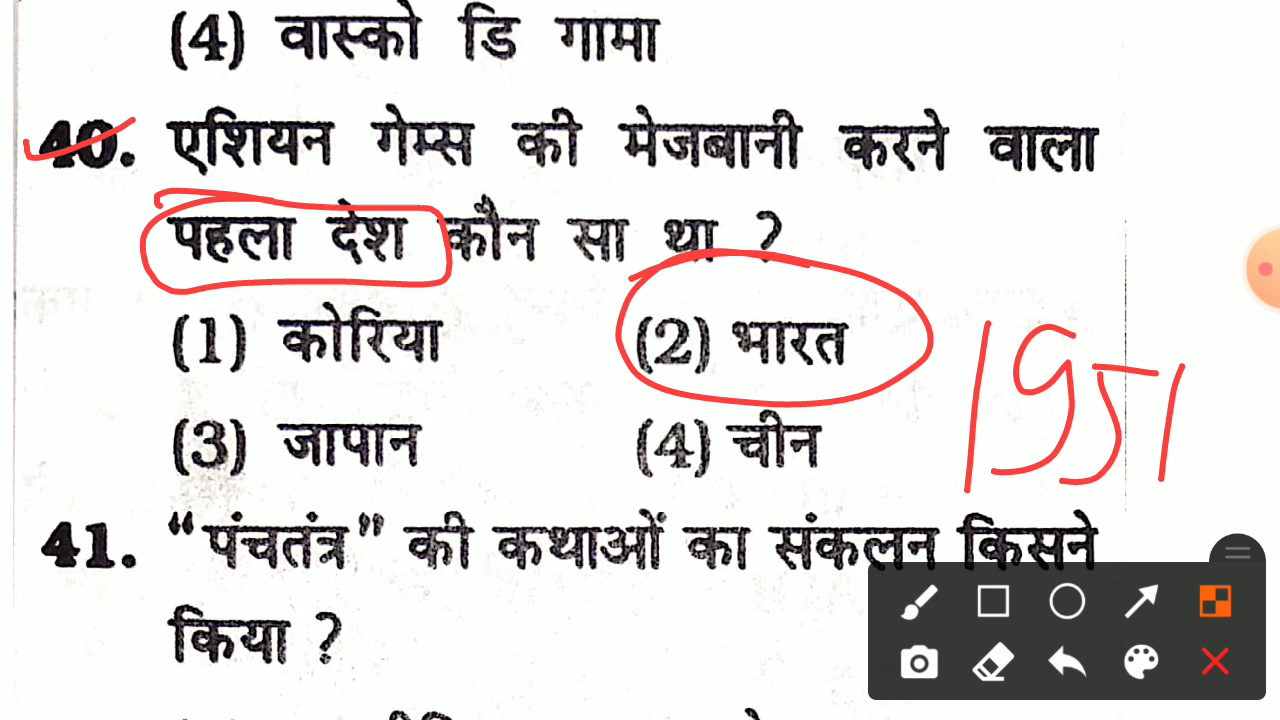 (4) वास्को डि गामा
40. एशियन गेम्स की मेजबानी करने वाला
पहला देश कौन सा था ?
(1) कोरिया (2) भारत
(3) जापान (4) चीन
1951
41. “पंचतंत्र” की कथाओं का संकलन किसने
किया ?